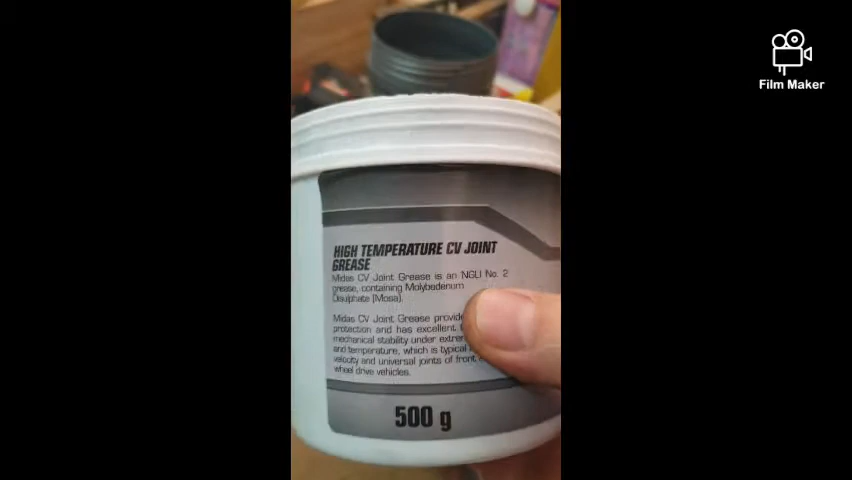 Film Maker
HIGH TEMPERATURE CV JOINT
GREASE
Midas CV Joint Grease is an NGLI No. 2
grease, containing Molybedenum
Disulphate [Mosa].
Midas CV Joint Grease provide
protection and has excellent
mechanical stability under extrem
and temperature, which is typical
velocity and universal joints of front
wheel drive vehicles.
500 g